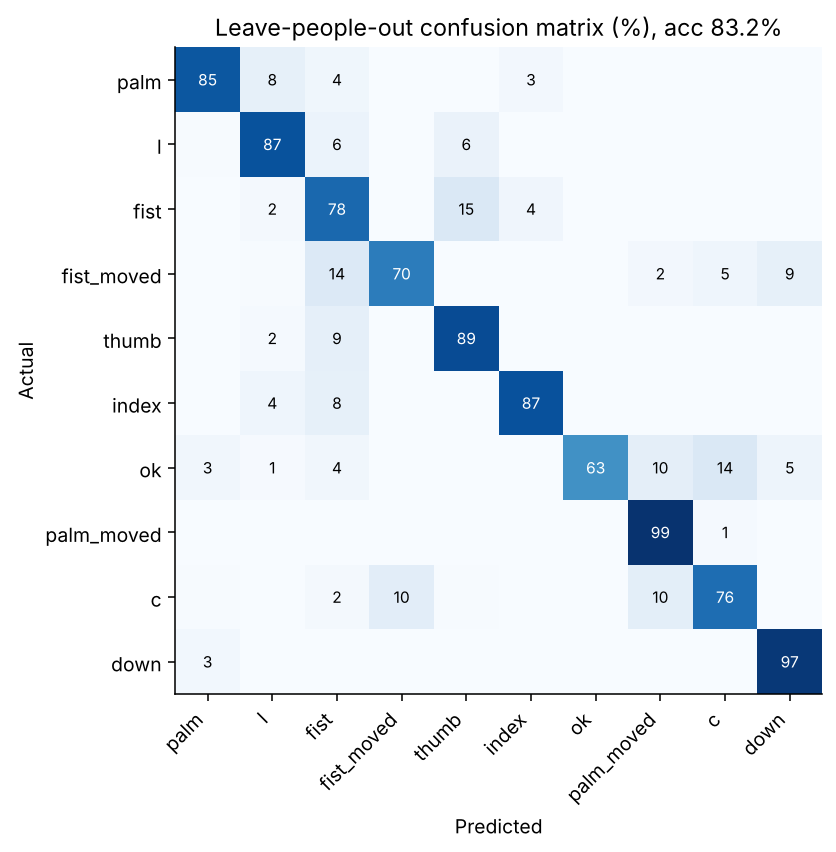 Leave-people-out confusion matrix (%), acc 83.2%
palm 85 8 4 3
l 87 6 6
fist 2 78 15 4
fist_moved 14 70 2 5 9
thumb 2 9 89
index 4 8 87
ok 3 1 4 63 10 14 5
palm_moved 99 1
c 2 10 10 76
down 3 97
Actual
palm l fist fist_moved thumb index ok palm_moved c down
Predicted